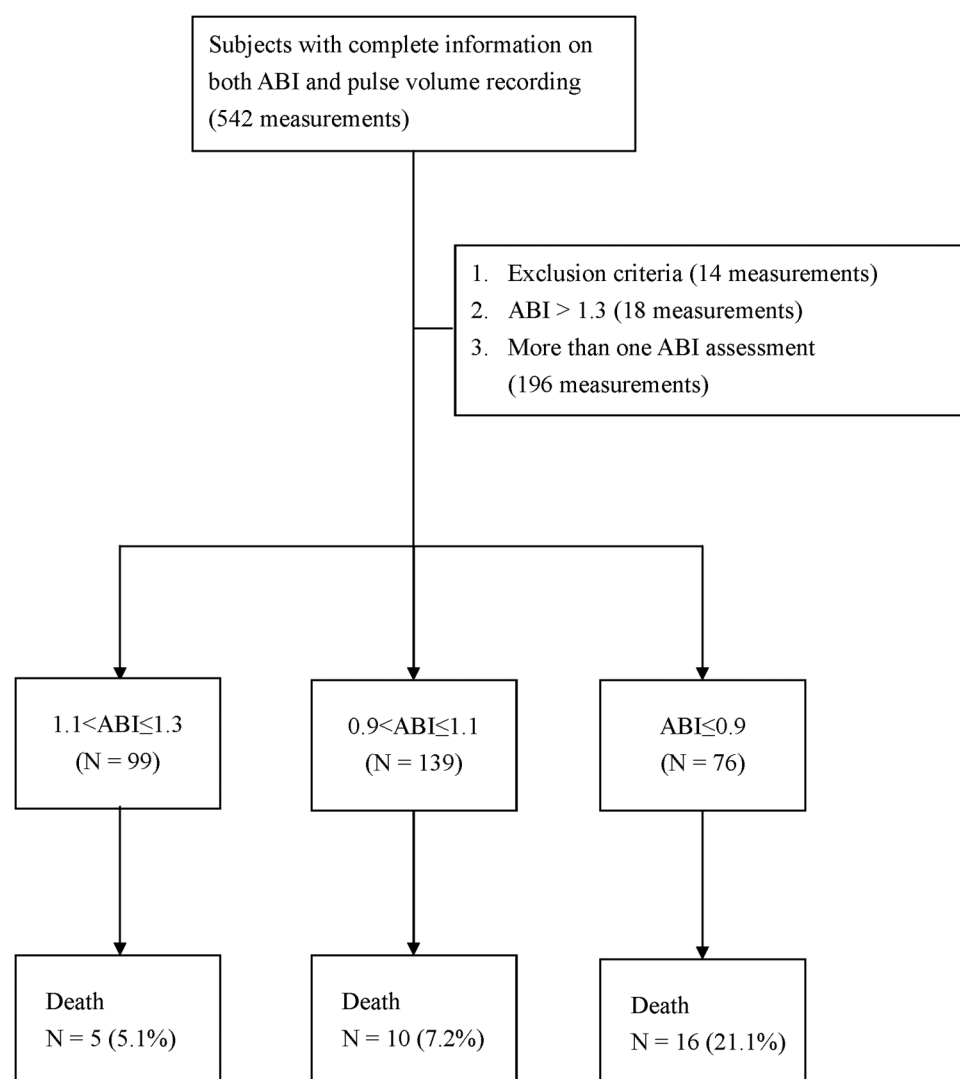 Subjects with complete information on
both ABI and pulse volume recording
(542 measurements)
1. Exclusion criteria (14 measurements)
2. ABI > 1.3 (18 measurements)
3. More than one ABI assessment
(196 measurements)
1.1<ABI≤1.3
(N = 99)
0.9<ABI≤1.1
(N = 139)
ABI≤0.9
(N = 76)
Death
N = 5 (5.1%)
Death
N = 10 (7.2%)
Death
N = 16 (21.1%)